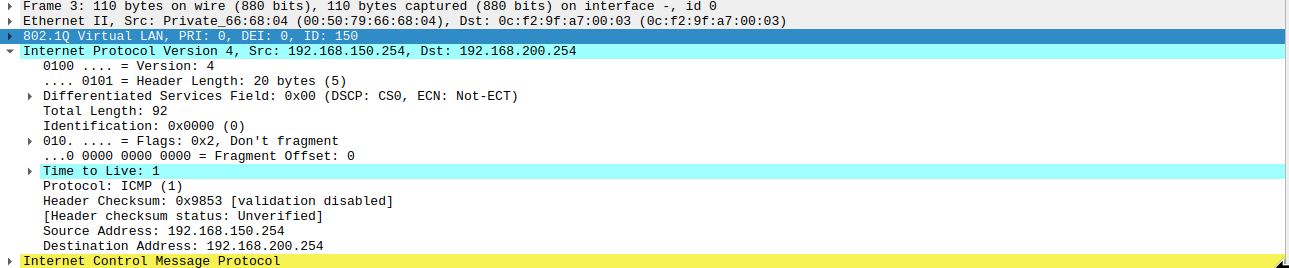 Frame 3: 110 bytes on wire (880 bits), 110 bytes captured (880 bits) on interface -, id 0
Ethernet II, Src: Private_66:68:04 (00:50:79:66:68:04), Dst: 0c:f2:9f:a7:00:03 (0c:f2:9f:a7:00:03)
802.1Q Virtual LAN, PRI: 0, DEI: 0, ID: 150
Internet Protocol Version 4, Src: 192.168.150.254, Dst: 192.168.200.254
0100 .... = Version: 4
.... 0101 = Header Length: 20 bytes (5)
Differentiated Services Field: 0x00 (DSCP: CS0, ECN: Not-ECT)
Total Length: 92
Identification: 0x0000 (0)
010. .... = Flags: 0x2, Don't fragment
...0 0000 0000 0000 = Fragment Offset: 0
Time to Live: 1
Protocol: ICMP (1)
Header Checksum: 0x9853 [validation disabled]
[Header checksum status: Unverified]
Source Address: 192.168.150.254
Destination Address: 192.168.200.254
Internet Control Message Protocol